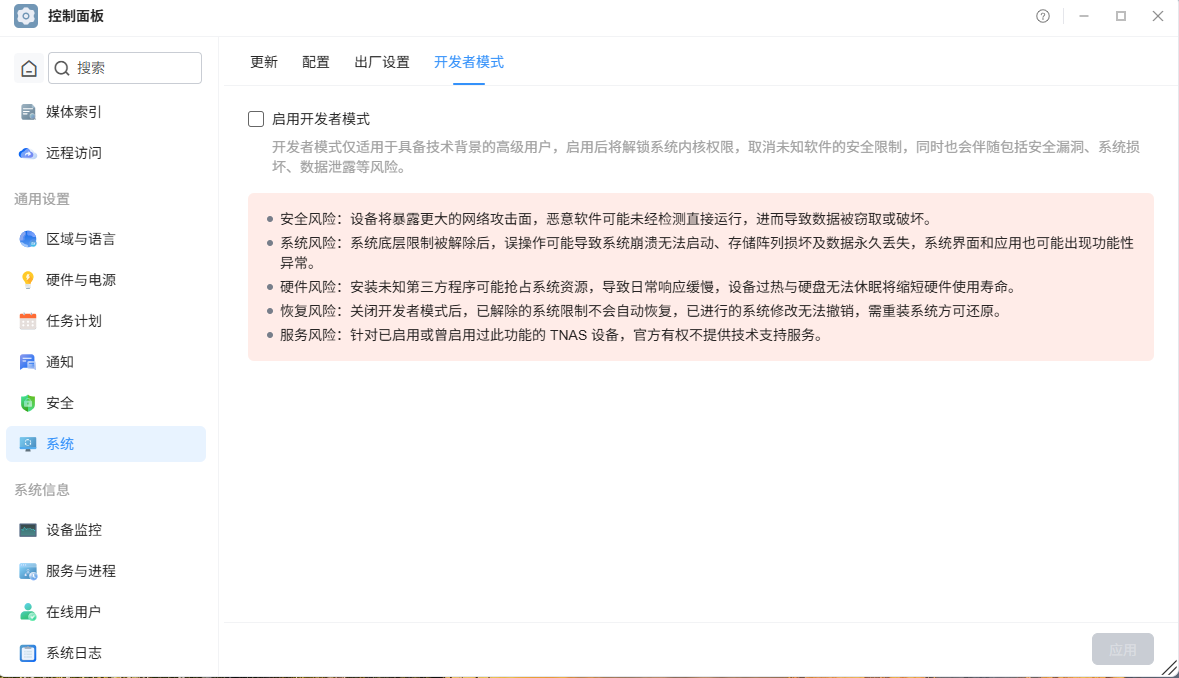 控制面板
搜索
更新 配置 出厂设置 开发者模式
媒体索引
远程访问
通用设置
区域与语言
硬件与电源
任务计划
通知
安全
系统
系统信息
设备监控
服务与进程
在线用户
系统日志
启用开发者模式
开发者模式仅适用于具备技术背景的高级用户，启用后将解锁系统内核权限，取消未知软件的安全限制，同时也会伴随包括安全漏洞、系统损
坏、数据泄露等风险。
安全风险：设备将暴露更大的网络攻击面，恶意软件可能未经检测直接运行，进而导致数据被窃取或破坏。
系统风险：系统底层限制被解除后，误操作可能导致系统崩溃无法启动、存储阵列损坏及数据永久丢失，系统界面和应用也可能出现功能性
异常。
硬件风险：安装未知第三方程序可能抢占系统资源，导致日常响应缓慢，设备过热与硬盘无法休眠将缩短硬件使用寿命。
恢复风险：关闭开发者模式后，已解除的系统限制不会自动恢复，已进行的系统修改无法撤销，需重装系统方可还原。
服务风险：针对已启用或曾启用过此功能的 TNAS 设备，官方有权不提供技术支持服务。
应用